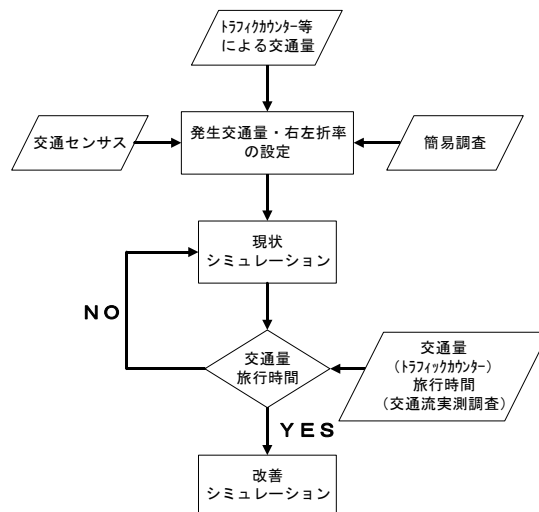 ﾄﾗﾌｨｸｶｳﾝﾀｰ等
による交通量
交通センサス
発生交通量・右左折率
の設定
簡易調査
現状
シミュレーション
ＮＯ
交通量
旅行時間
交通量
(ﾄﾗﾌｨｯｸｶｳﾝﾀｰ)
旅行時間
(交通流実測調査)
ＹＥＳ
改善
シミュレーション